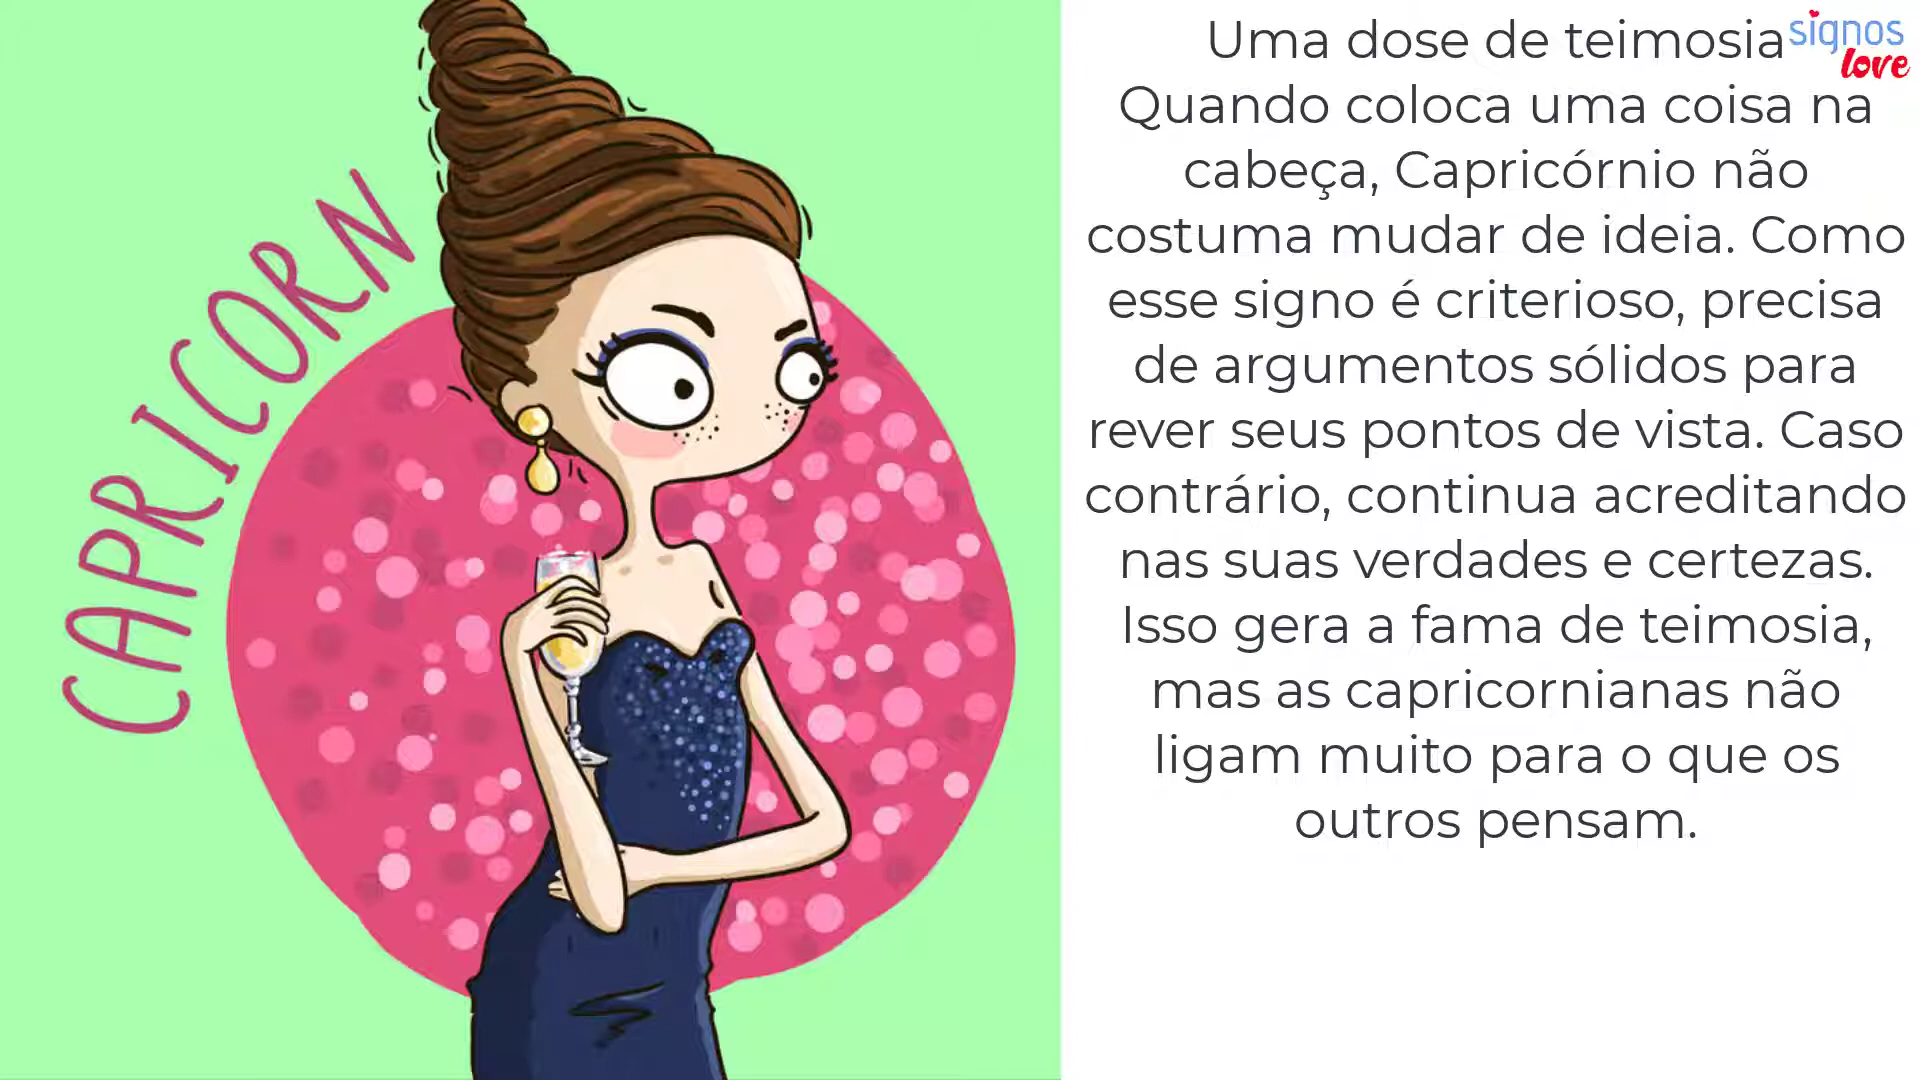 CAPRICORN
Uma dose de teimosia
signos
love
Quando coloca uma coisa na
cabeça, Capricórnio não
costuma mudar de ideia. Como
esse signo é criterioso, precisa
de argumentos sólidos para
rever seus pontos de vista. Caso
contrário, continua acreditando
nas suas verdades e certezas.
Isso gera a fama de teimosia,
mas as capricornianas não
ligam muito para o que os
outros pensam.